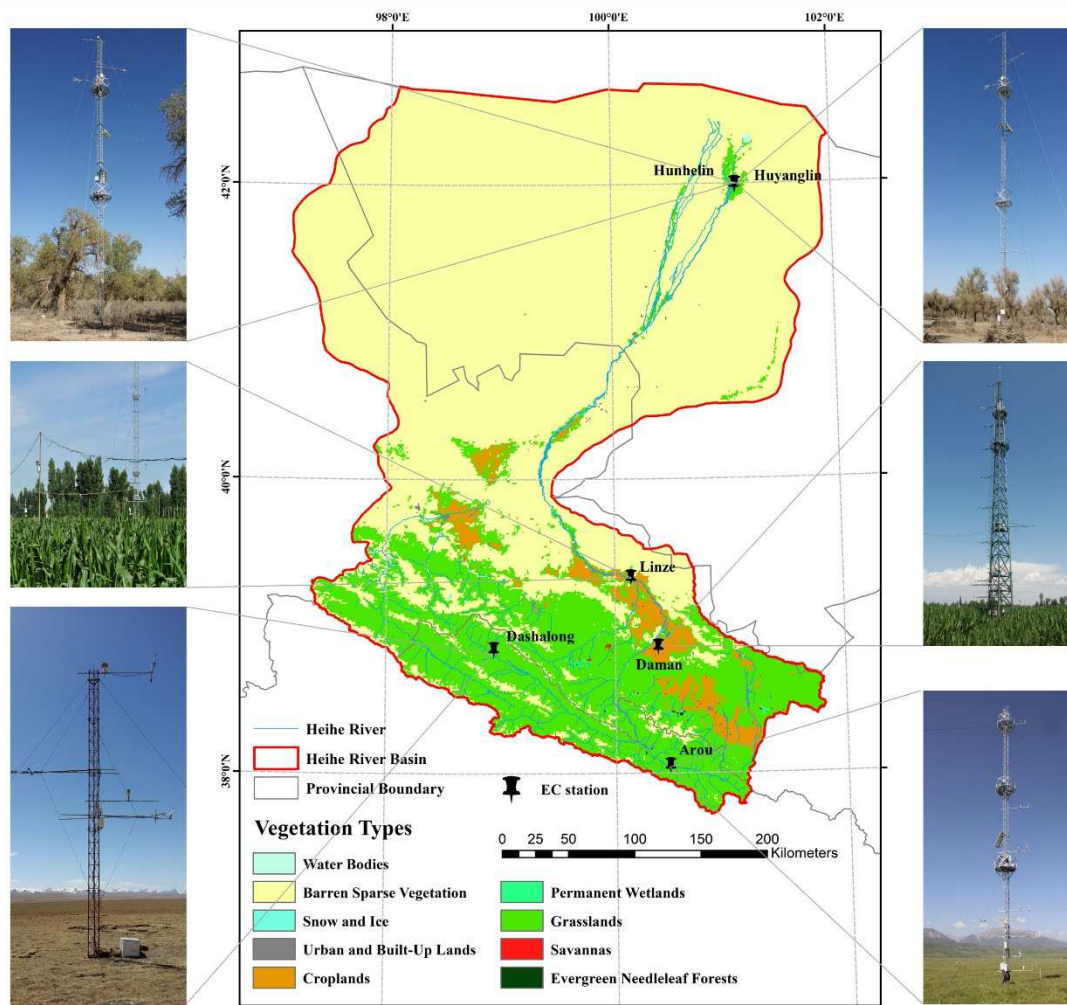 98°0'E
100°0'E
102°0'E
42°0'N
Hunhelin
Huyanglin
40°0'N
Linze
Dashalong
Daman
Arou
38°0'N
Heihe River
Heihe River Basin
Provincial Boundary
EC station
Vegetation Types
0 25 50 100 150 200
Kilometers
Water Bodies
Barren Sparse Vegetation
Snow and Ice
Urban and Built-Up Lands
Croplands
Permanent Wetlands
Grasslands
Savannas
Evergreen Needleleaf Forests